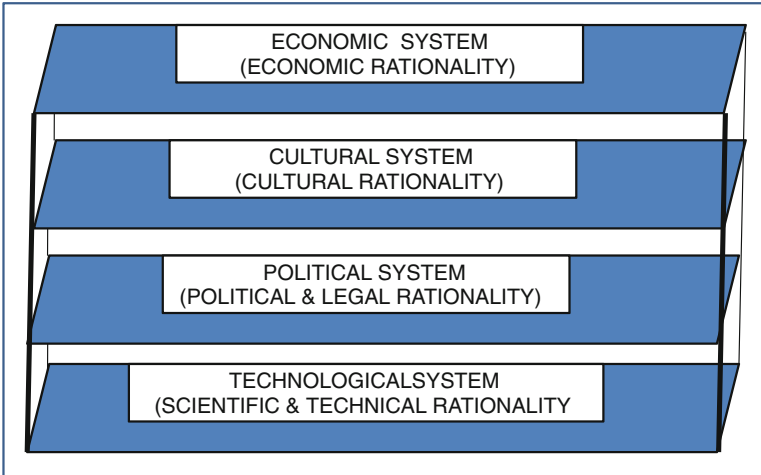 ECONOMIC SYSTEM
(ECONOMIC RATIONALITY)
CULTURAL SYSTEM
(CULTURAL RATIONALITY)
POLITICAL SYSTEM
(POLITICAL & LEGAL RATIONALITY)
TECHNOLOGICALSYSTEM
(SCIENTIFIC & TECHNICAL RATIONALITY